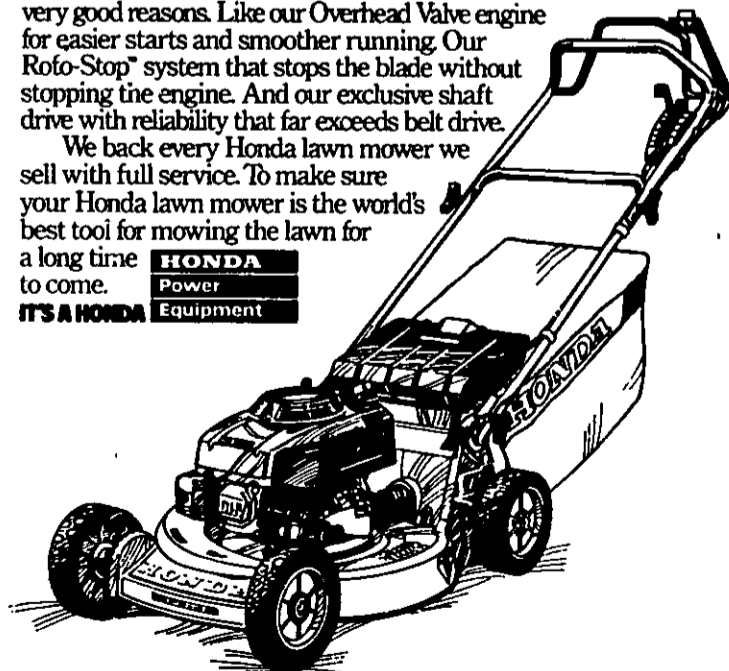 very good reasons. Like our Overhead Valve engine
for easier starts and smoother running. Our
Roto-Stop™ system that stops the blade without
stopping the engine. And our exclusive shaft
drive with reliability that far exceeds belt drive.
We back every Honda lawn mower we
sell with full service. To make sure
your Honda lawn mower is the world's
best tool for mowing the lawn for
a long time
to come.
HONDA
Power
Equipment
IT'S A HONDA
HONDA
HONDA